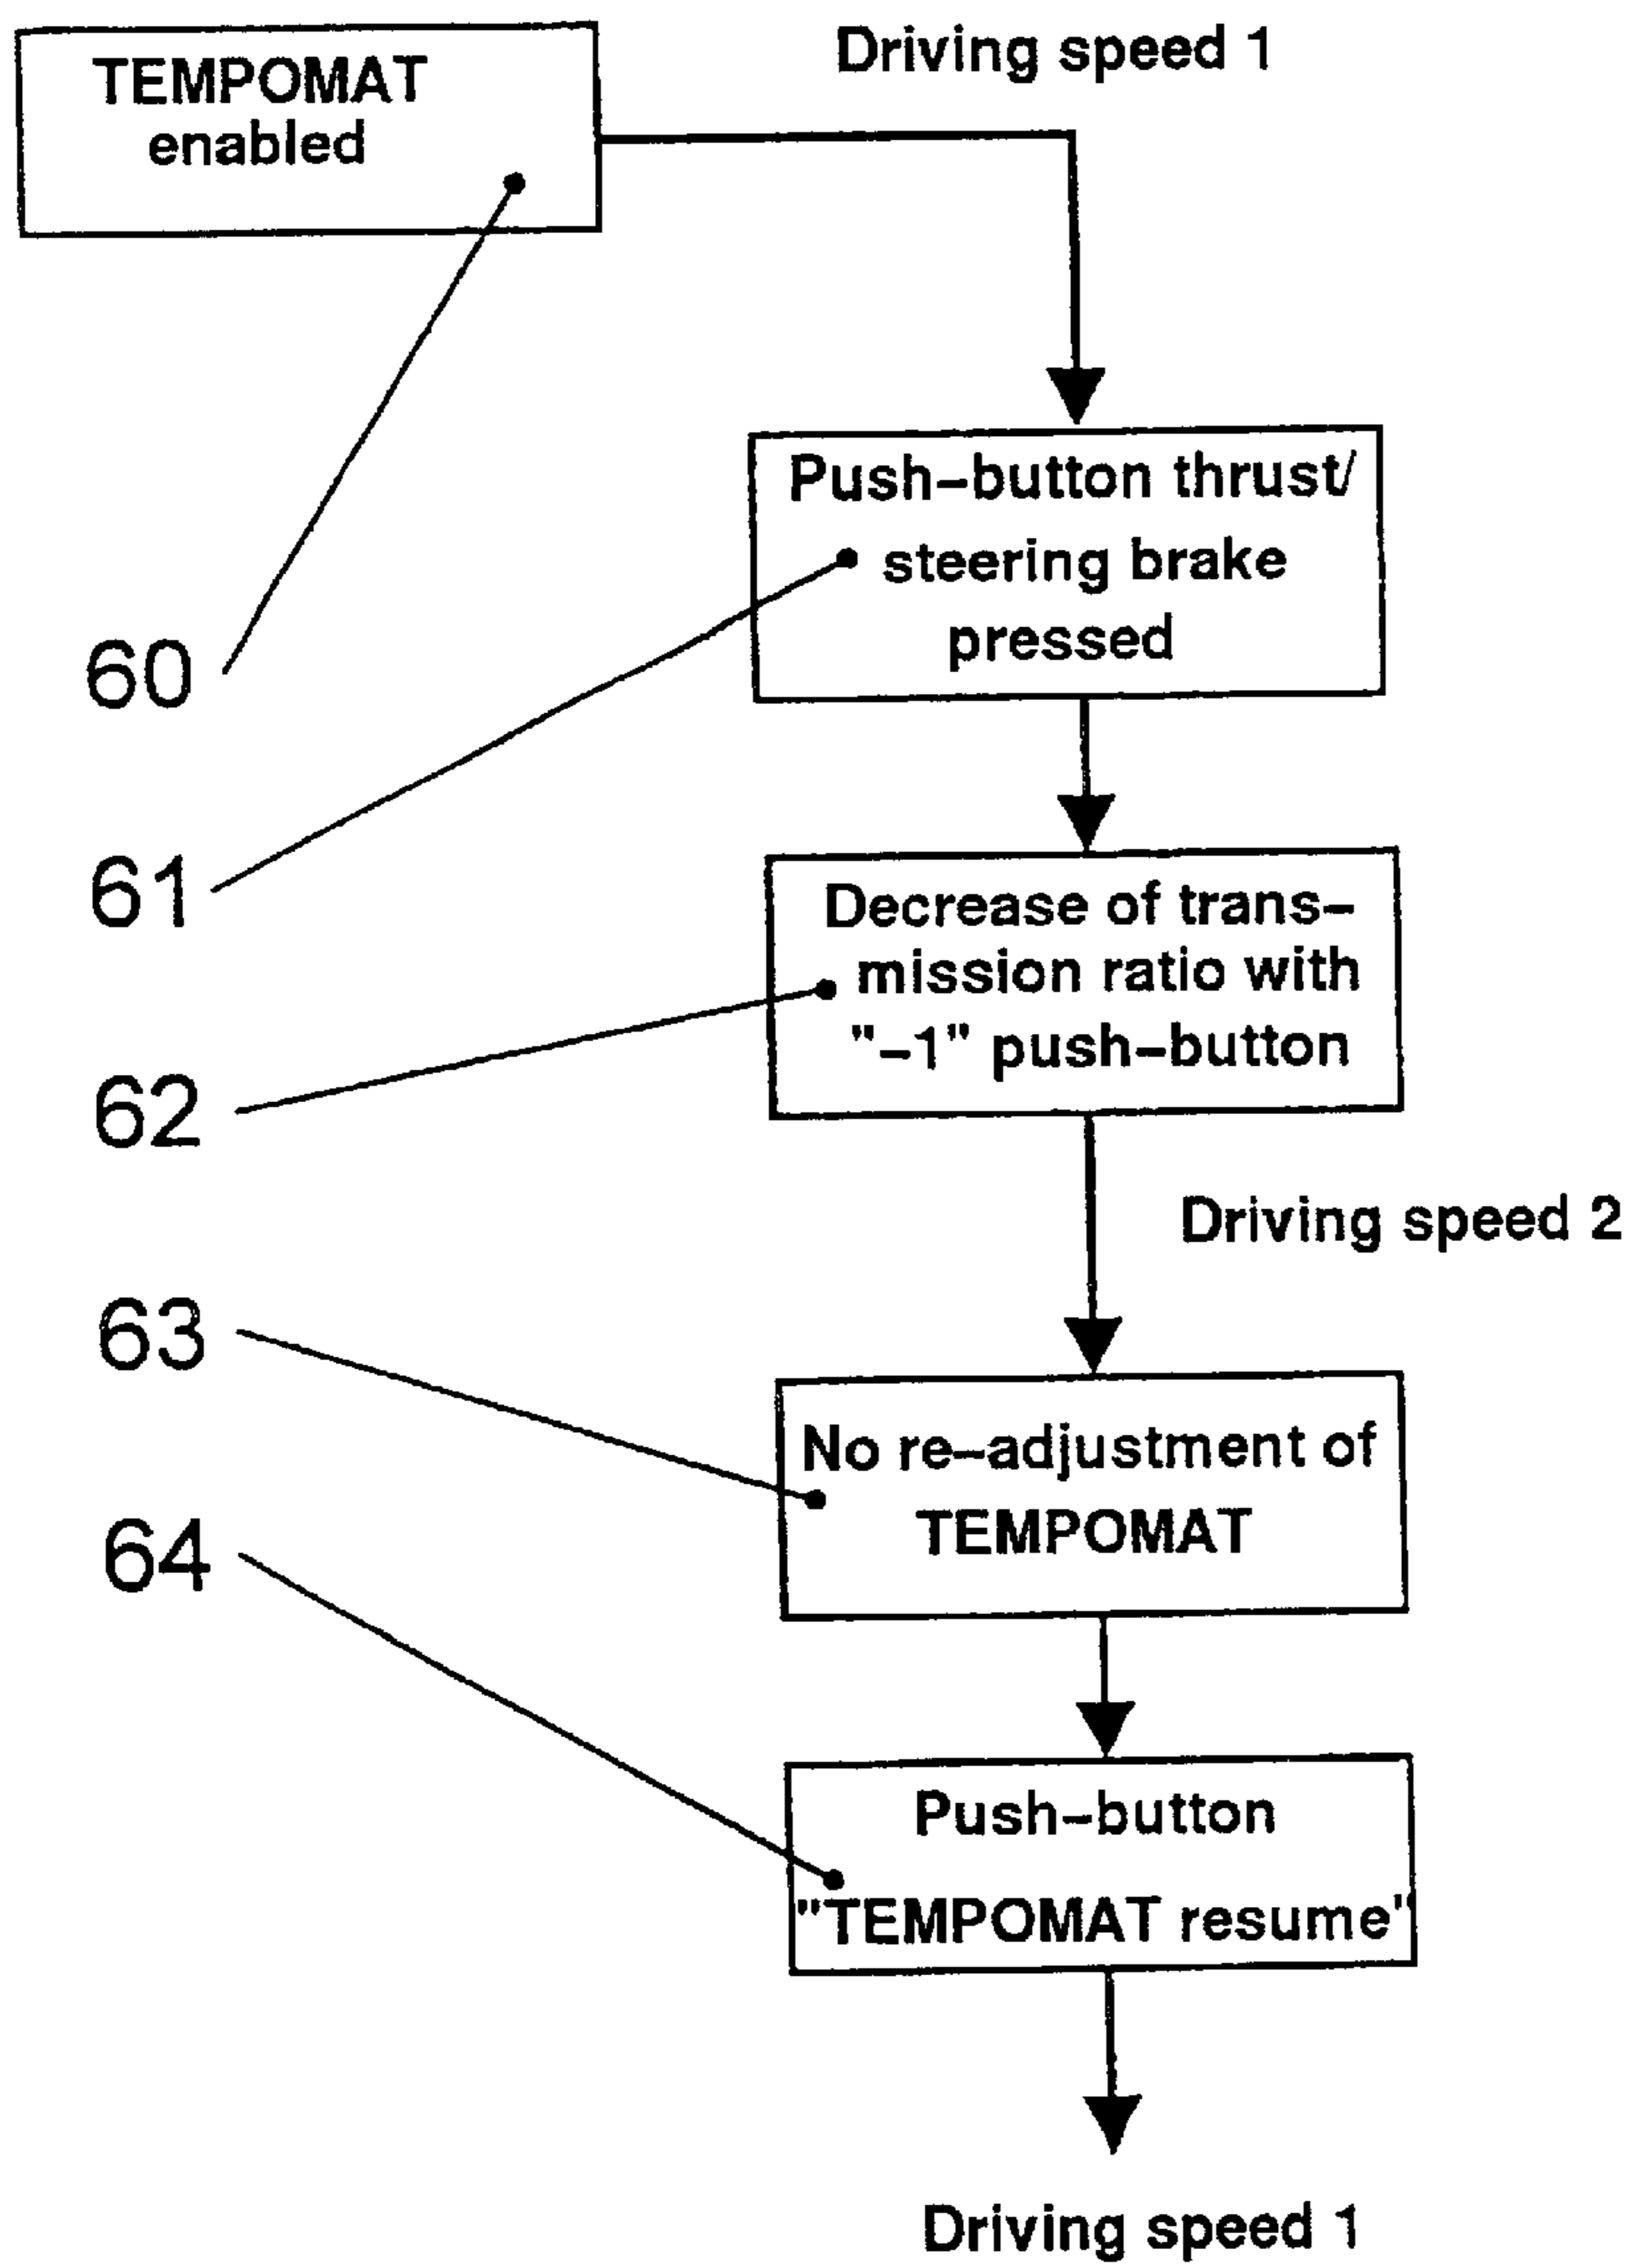 TEMPOMAT
enabled
Driving speed 1
Push-button thrust/
steering brake
pressed
60
61
Decrease of trans-
mission ratio with
"-1" push-button
62
Driving speed 2
63
No re-adjustment of
TEMPOMAT
64
Push-button
"TEMPOMAT resume"
Driving speed 1